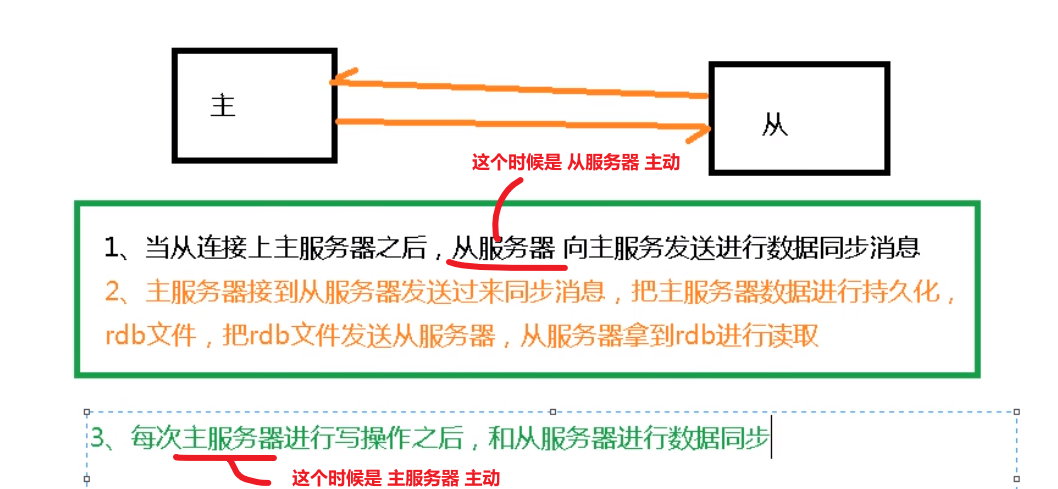 主
从
这个时候是 从服务器 主动
1、当从连接上主服务器之后，从服务器 向主服务发送进行数据同步消息
2、主服务器接到从服务器发送过来同步消息，把主服务器数据进行持久化，
rdb文件，把rdb文件发送从服务器，从服务器拿到rdb进行读取
3、每次主服务器进行写操作之后，和从服务器进行数据同步
这个时候是 主服务器 主动